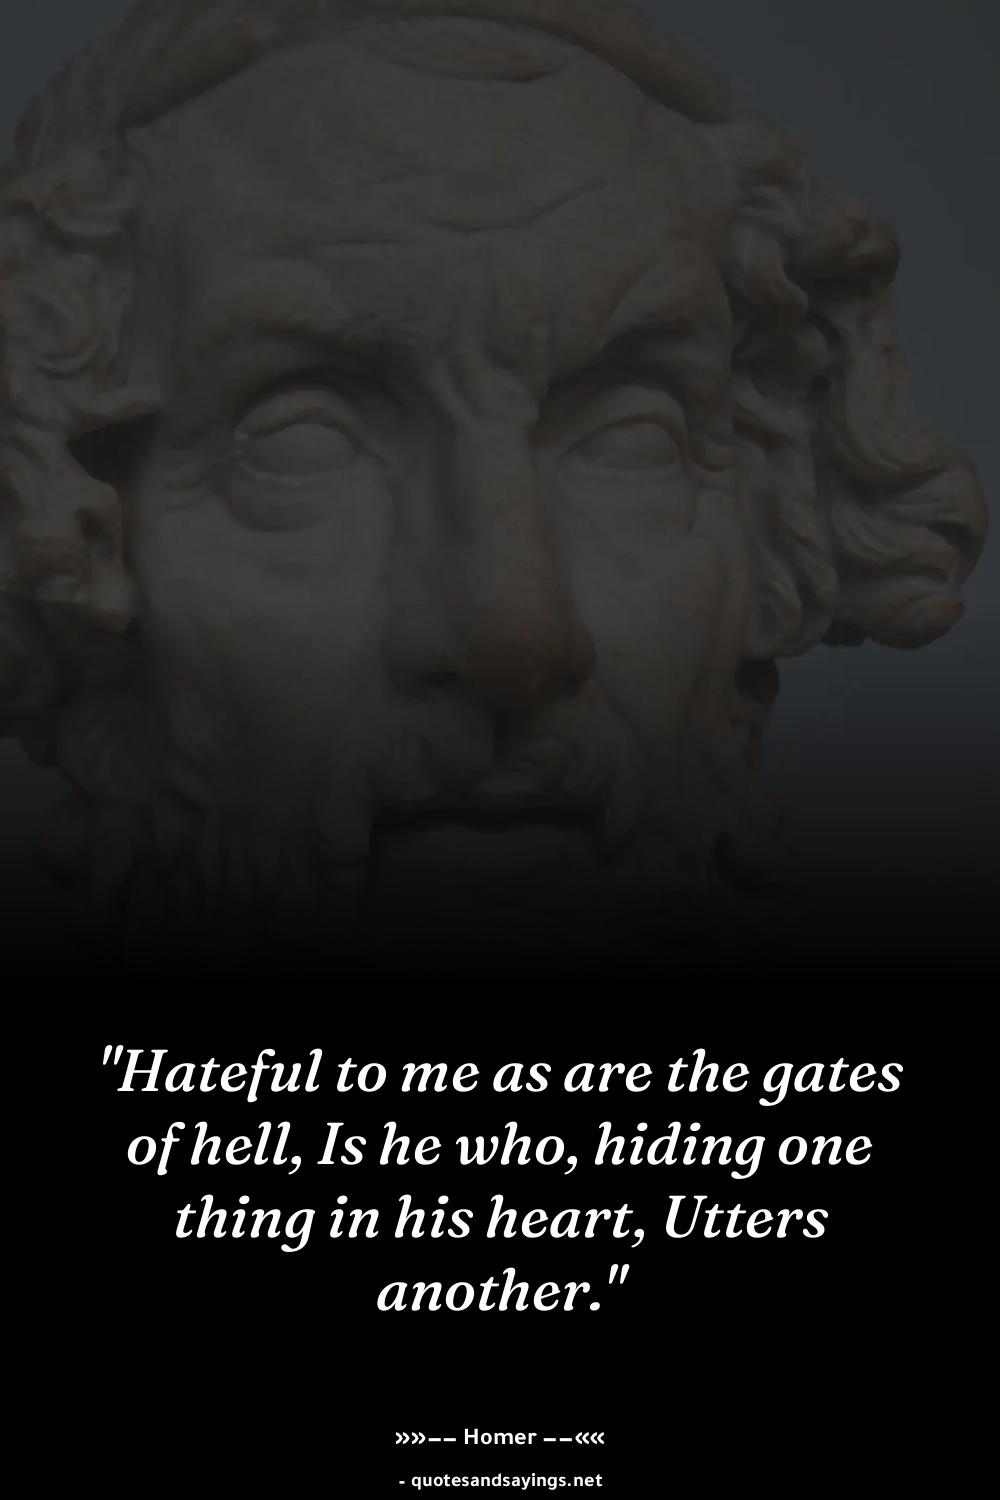 "Hateful to me as are the gates
of hell, Is he who, hiding one
thing in his heart, Utters
another."
»»–– Homer ––««
- quotesandsayings.net